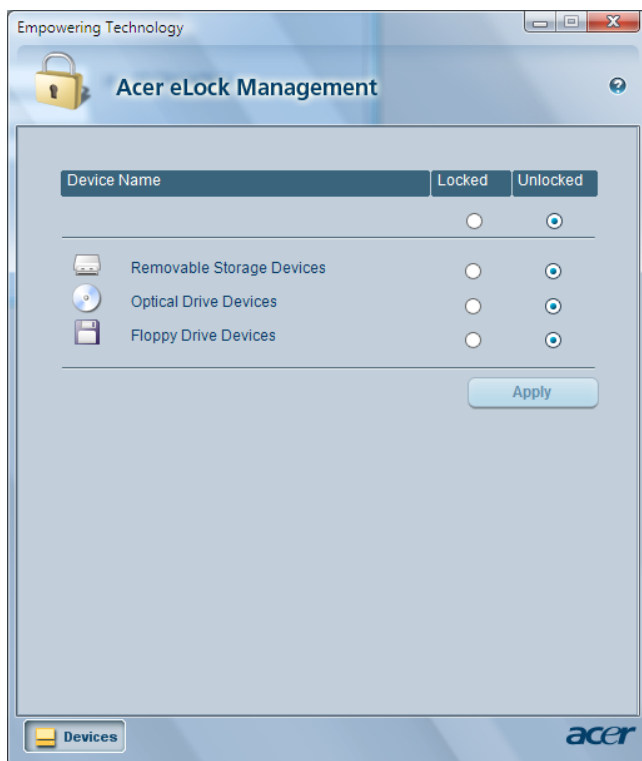 Empowering Technology
Acer eLock Management
Device Name Locked Unlocked
Removable Storage Devices
Optical Drive Devices
Floppy Drive Devices
Apply
Devices
acer